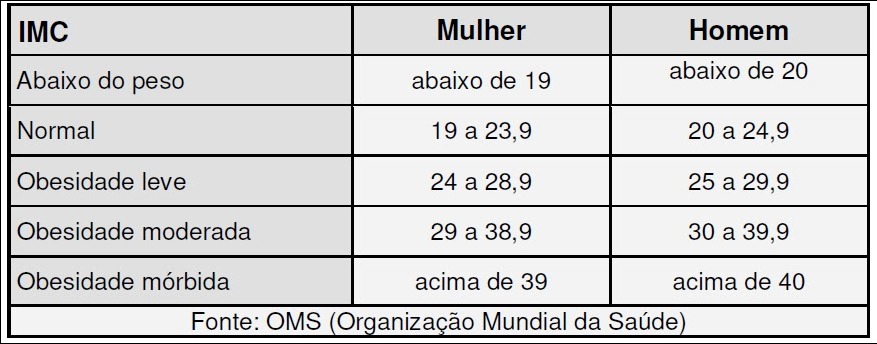 IMC Mulher Homem
Abaixo do peso abaixo de 19 abaixo de 20
Normal 19 a 23,9 20 a 24,9
Obesidade leve 24 a 28,9 25 a 29,9
Obesidade moderada 29 a 38,9 30 a 39,9
Obesidade mórbida acima de 39 acima de 40
Fonte: OMS (Organização Mundial da Saúde)